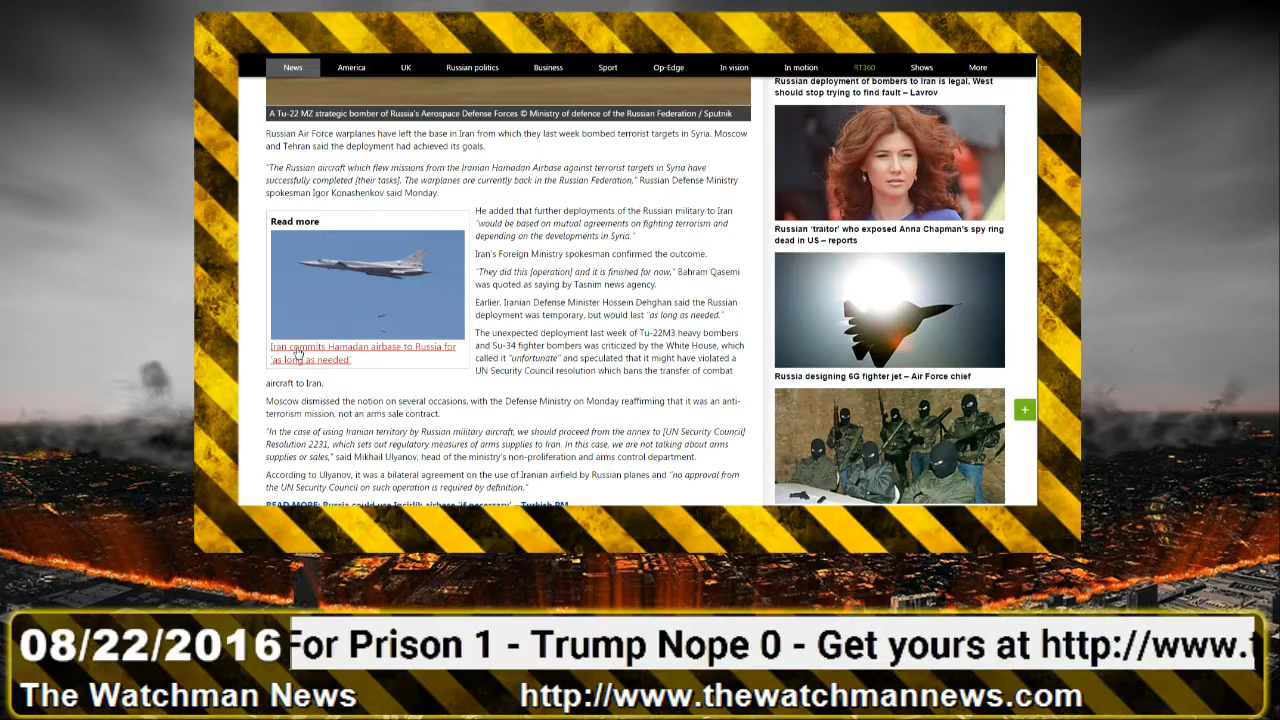 News America UK Russian politics Business Sport Op-Edge In vision In motion RT360 Shows More
A Tu-22 MZ strategic bomber of Russia's Aerospace Defense Forces © Ministry of defence of the Russian Federation / Sputnik
Russian Air Force warplanes have left the base in Iran from which they last week bombed terrorist targets in Syria. Moscow
and Tehran said the deployment had achieved its goals.
"The Russian aircraft which flew missions from the Iranian Hamadan Airbase against terrorist targets in Syria have
successfully completed [their tasks]. The warplanes are currently back in the Russian Federation," Russian Defense Ministry
spokesman Igor Konashenkov said Monday.
Read more
Iran commits Hamadan airbase to Russia for
'as long as needed'
He added that further deployments of the Russian military to Iran
"would be based on mutual agreements on fighting terrorism and
depending on the developments in Syria."
Iran's Foreign Ministry spokesman confirmed the outcome.
"They did this [operation] and it is finished for now," Bahram Qasemi
was quoted as saying by Tasnim news agency.
Earlier, Iranian Defense Minister Hossein Dehghan said the Russian
deployment was temporary, but would last "as long as needed."
The unexpected deployment last week of Tu-22M3 heavy bombers
and Su-34 fighter bombers was criticized by the White House, which
called it "unfortunate" and speculated that it might have violated a
UN Security Council resolution which bans the transfer of combat
aircraft to Iran.
Moscow dismissed the notion on several occasions, with the Defense Ministry on Monday reaffirming that it was an anti-
terrorism mission, not an arms sale contract.
"In the case of using Iranian territory by Russian military aircraft, we should proceed from the annex to [UN Security Council]
Resolution 2231, which sets out regulatory measures of arms supplies to Iran. In this case, we are not talking about arms
supplies or sales," said Mikhail Ulyanov, head of the ministry's non-proliferation and arms control department.
According to Ulyanov, it was a bilateral agreement on the use of Iranian airfield by Russian planes and "no approval from
the UN Security Council on such operation is required by definition."
READ MORE: Russia could use Incirlik airbase 'if necessary' – Turkish PM
Russian deployment of bombers to Iran is legal, West
should stop trying to find fault – Lavrov
Russian 'traitor' who exposed Anna Chapman's spy ring
dead in US – reports
Russia designing 6G fighter jet – Air Force chief
+
08/22/2016 For Prison 1 - Trump Nope 0 - Get yours at http://www.
The Watchman News http://www.thewatchmannews.com